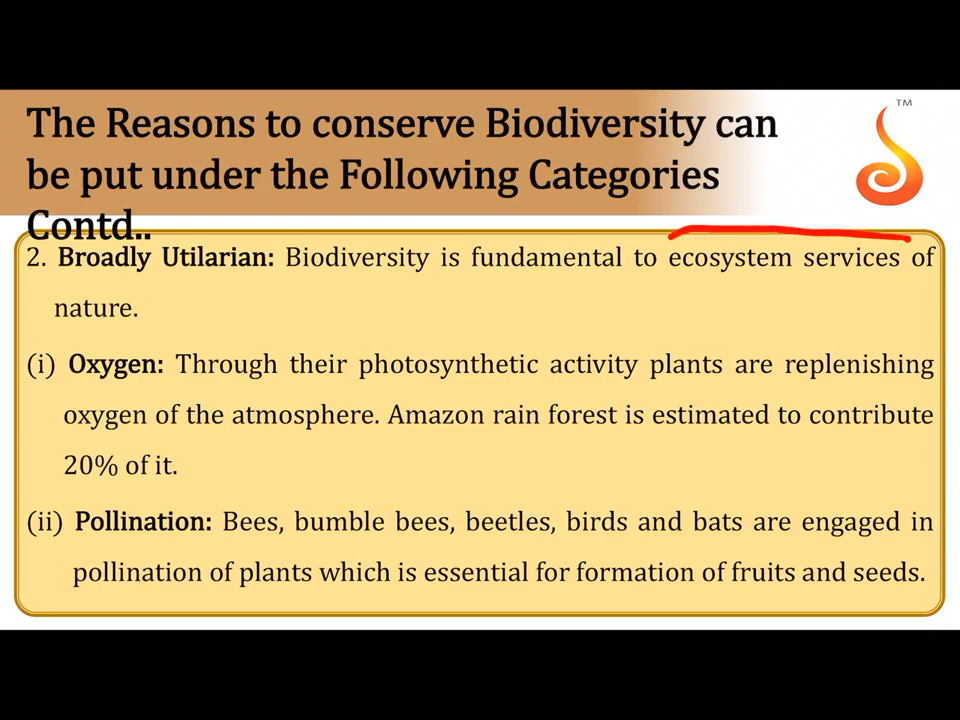 The Reasons to conserve Biodiversity can
be put under the Following Categories
Contd..
TM
2. Broadly Utilarian: Biodiversity is fundamental to ecosystem services of
nature.
(i) Oxygen: Through their photosynthetic activity plants are replenishing
oxygen of the atmosphere. Amazon rain forest is estimated to contribute
20% of it.
(ii) Pollination: Bees, bumble bees, beetles, birds and bats are engaged in
pollination of plants which is essential for formation of fruits and seeds.